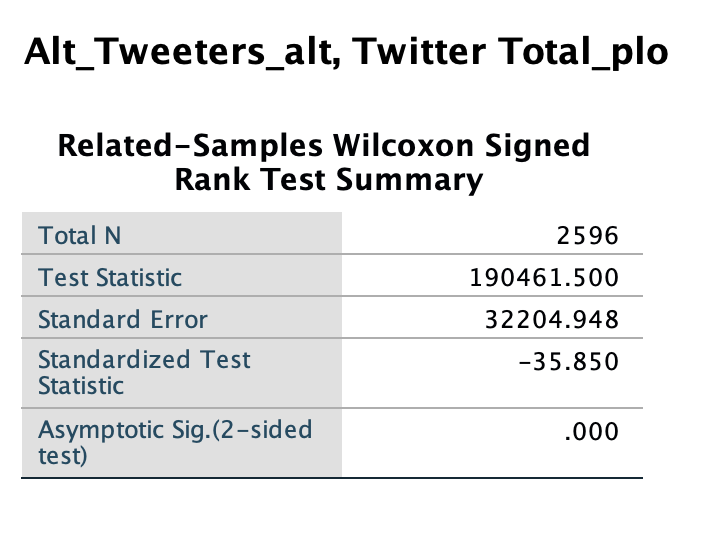 Alt_Tweeters_alt, Twitter Total_plo
Related-Samples Wilcoxon Signed
Rank Test Summary
Total N 2596
Test Statistic 190461.500
Standard Error 32204.948
Standardized Test
Statistic -35.850
Asymptotic Sig.(2-sided
test) .000